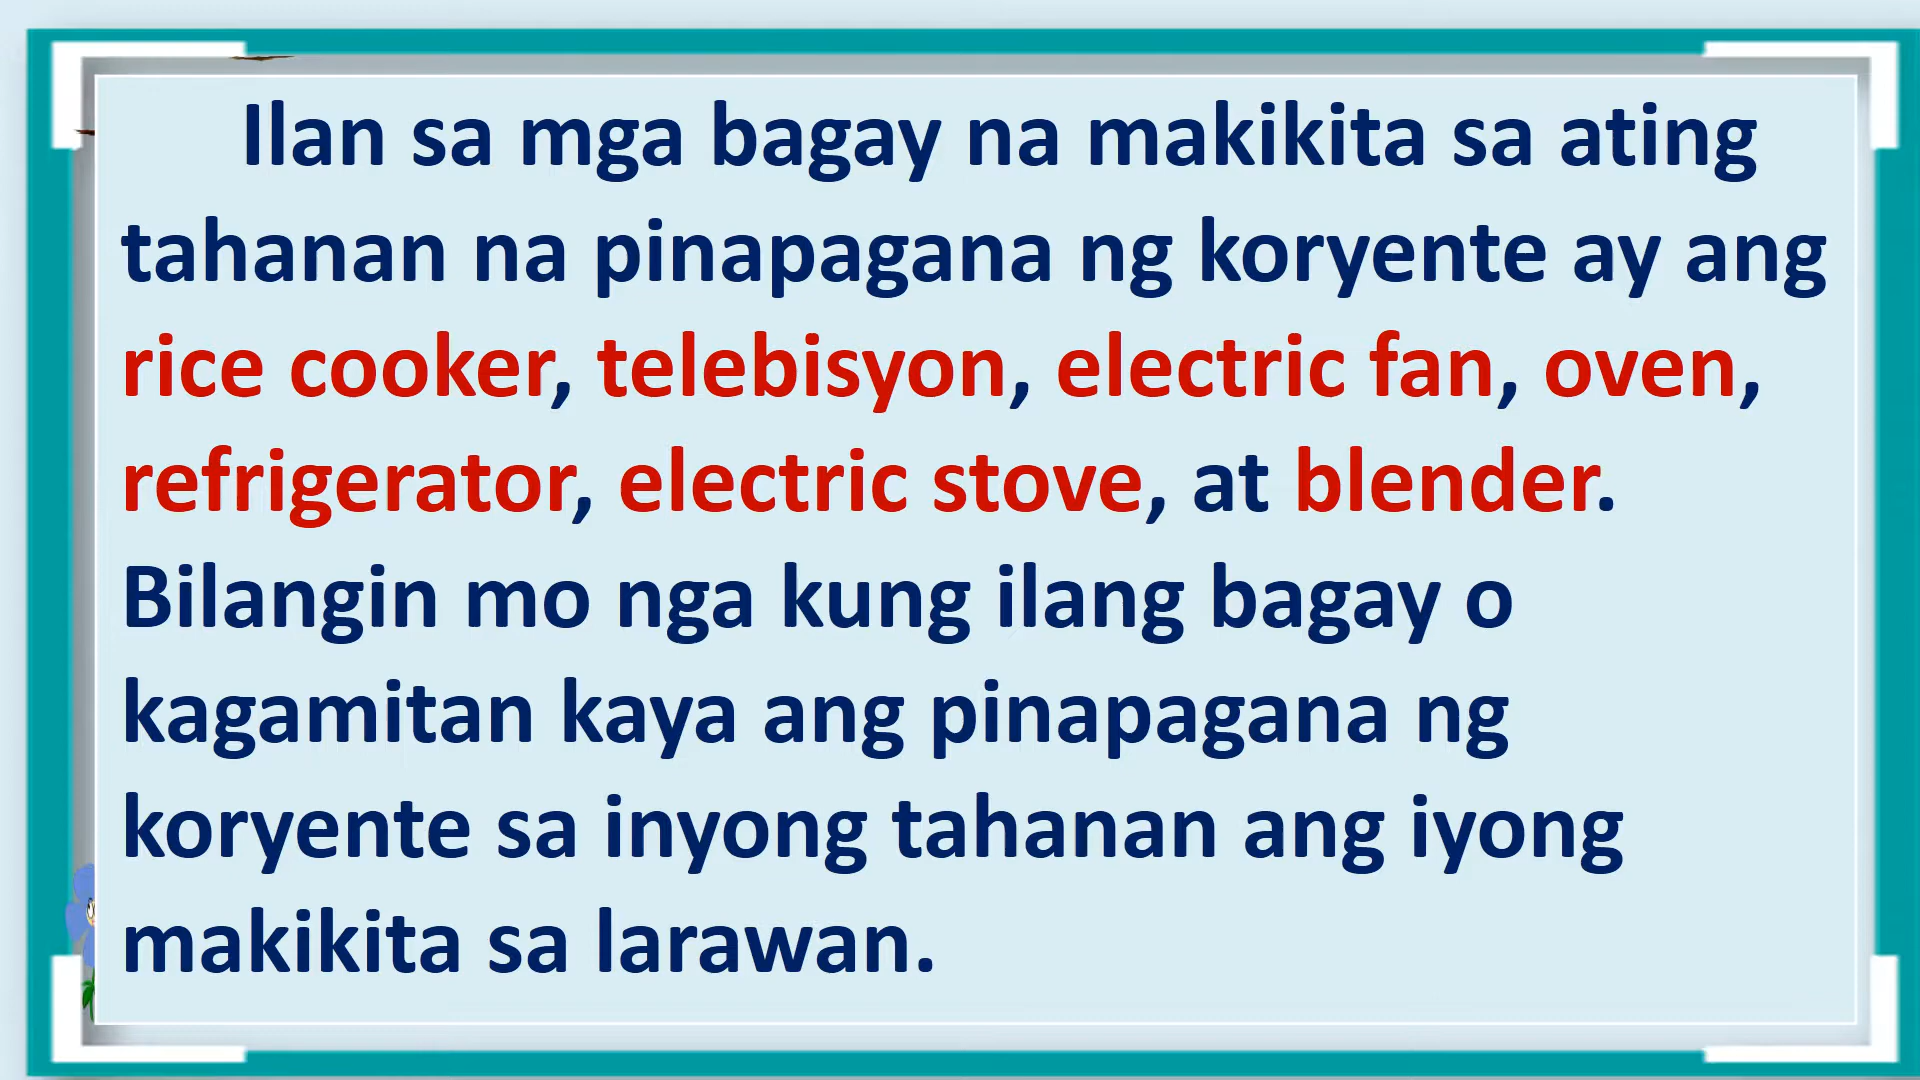 Ilan sa mga bagay na makikita sa ating
tahanan na pinapagana ng koryente ay ang
rice cooker, telebisyon, electric fan, oven,
refrigerator, electric stove, at blender.
Bilangin mo nga kung ilang bagay o
kagamitan kaya ang pinapagana ng
koryente sa inyong tahanan ang iyong
makikita sa larawan.